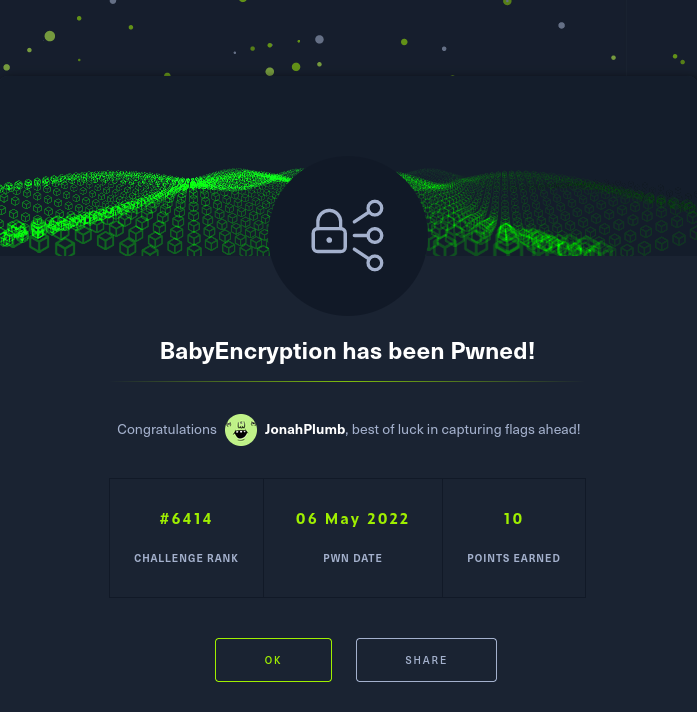 BabyEncryption has been Pwned!
Congratulations JonahPlumb, best of luck in capturing flags ahead!
#6414 06 May 2022 10
CHALLENGE RANK PWN DATE POINTS EARNED
OK SHARE